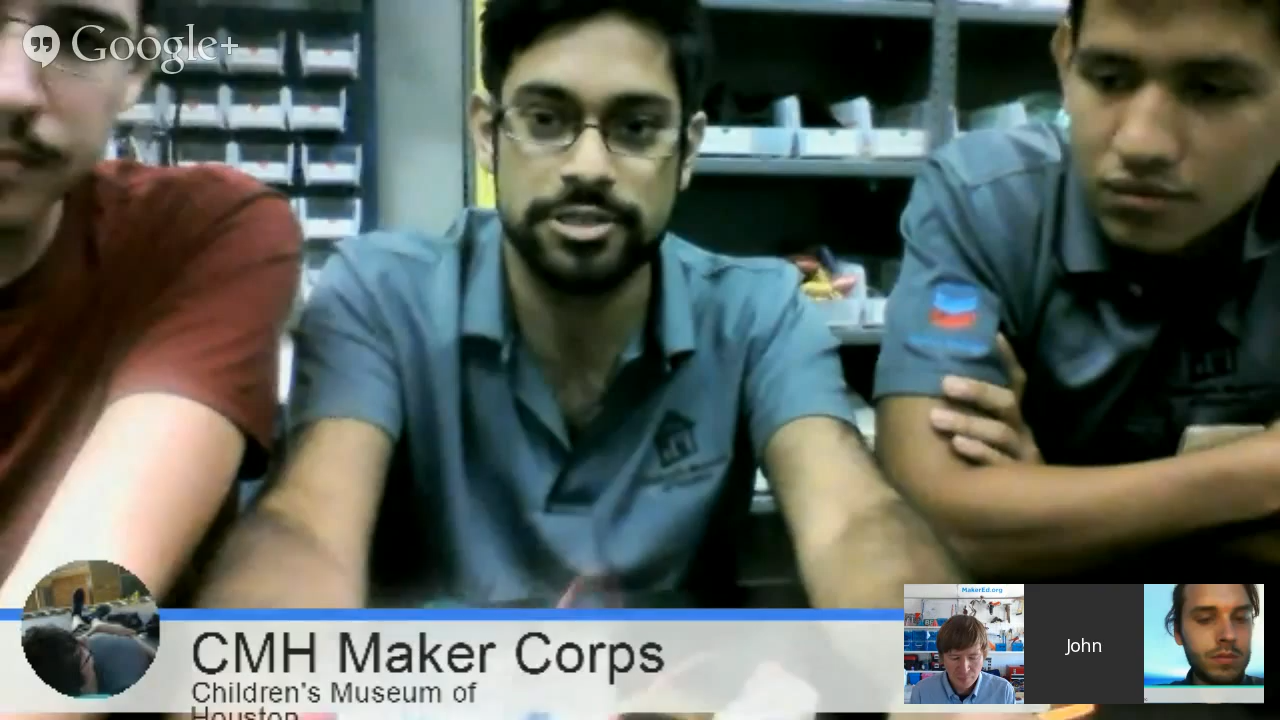 Google+
CMH Maker Corps
Children's Museum of
Houston
MakerEd.org
John